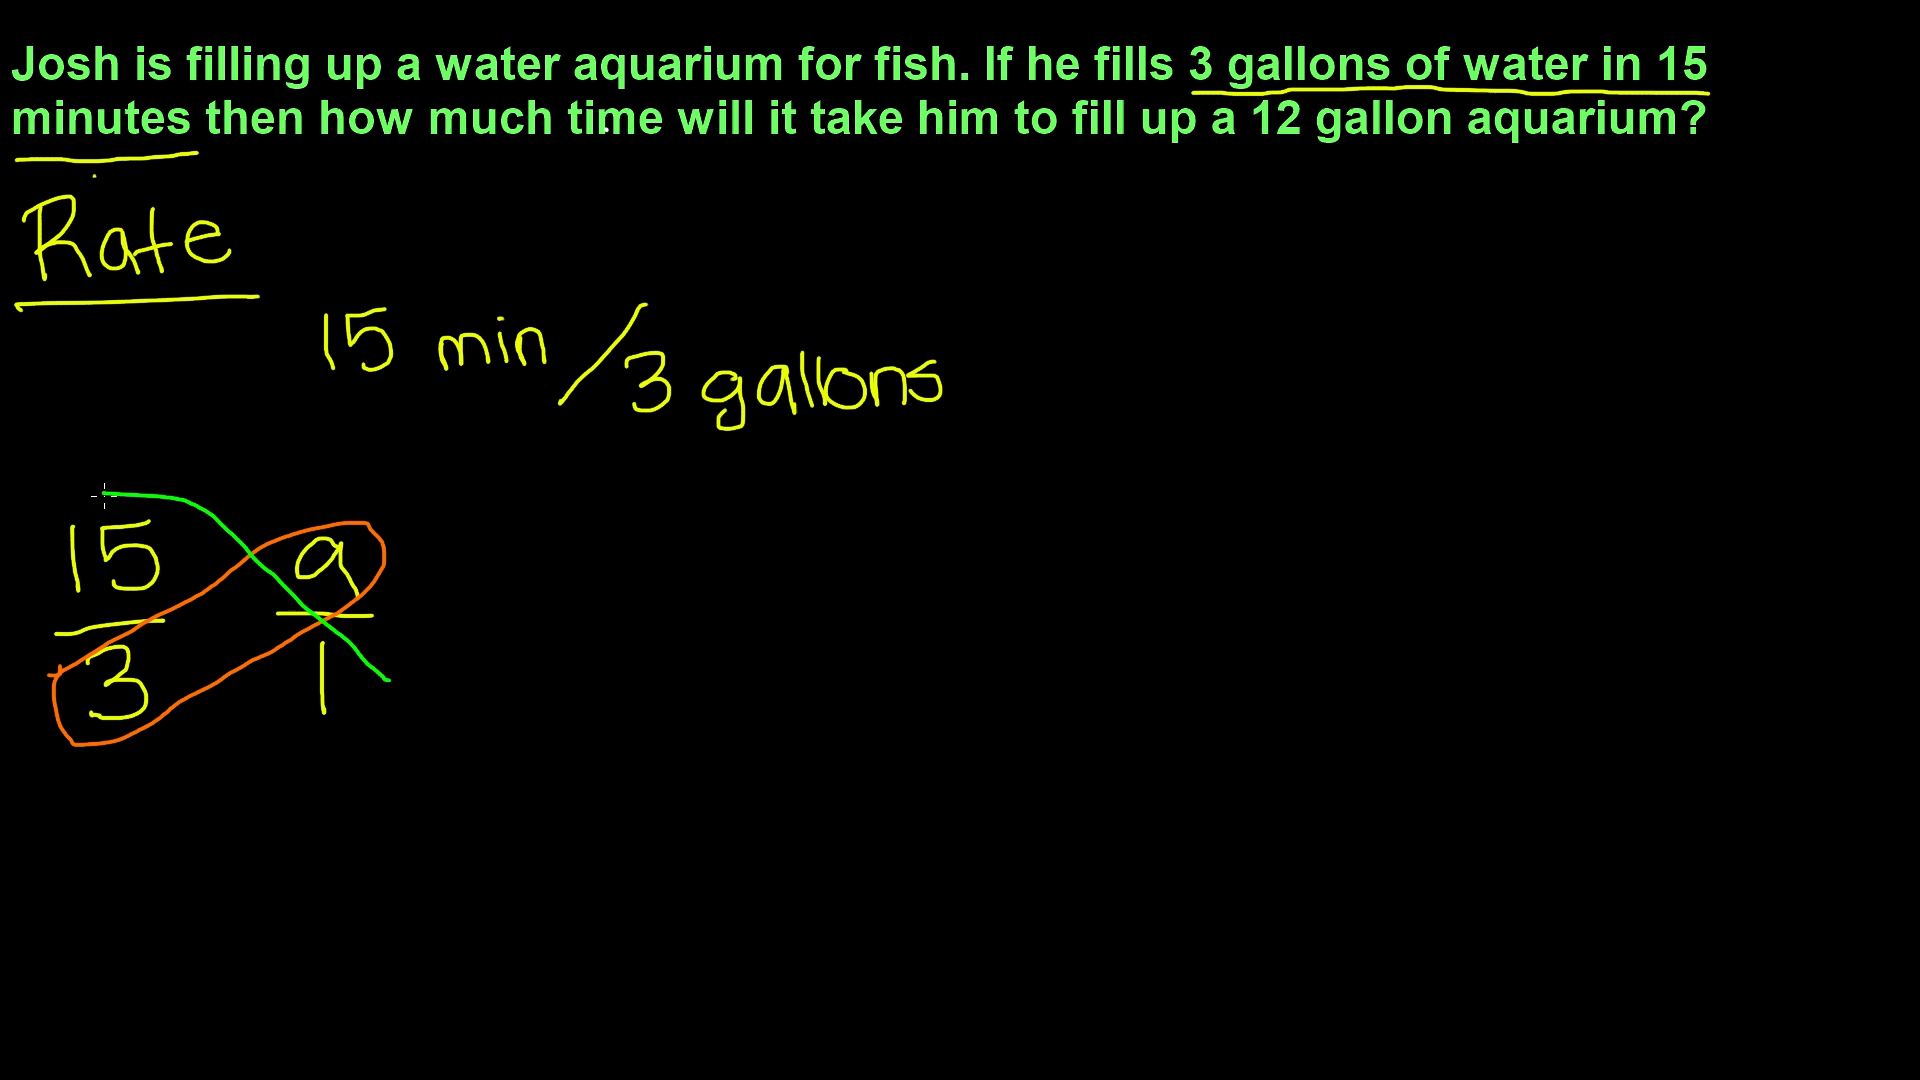 Josh is filling up a water aquarium for fish. If he fills 3 gallons of water in 15
minutes then how much time will it take him to fill up a 12 gallon aquarium?
Rate
15 min / 3 gallons
15 a
3 1